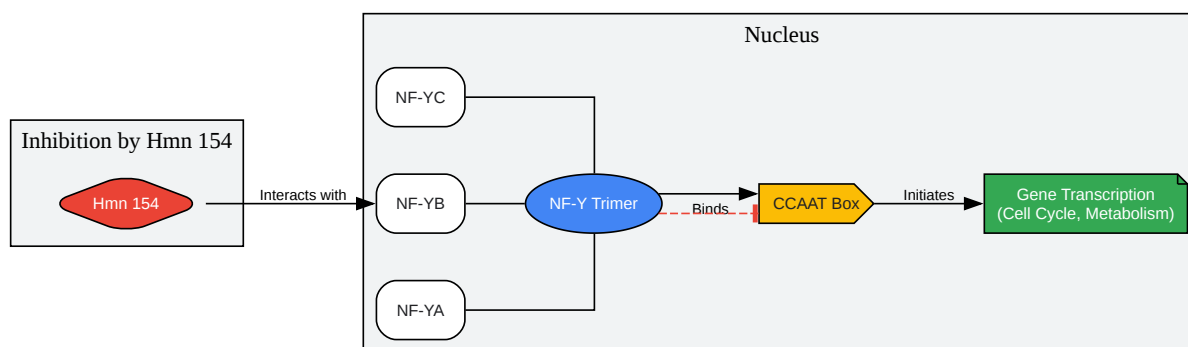 Nucleus
NF-YC
Inhibition by Hmn 154
Hmn 154
Interacts with
NF-YB
NF-Y Trimer
Binds
CCAAT Box
Initiates
Gene Transcription
(Cell Cycle, Metabolism)
NF-YA